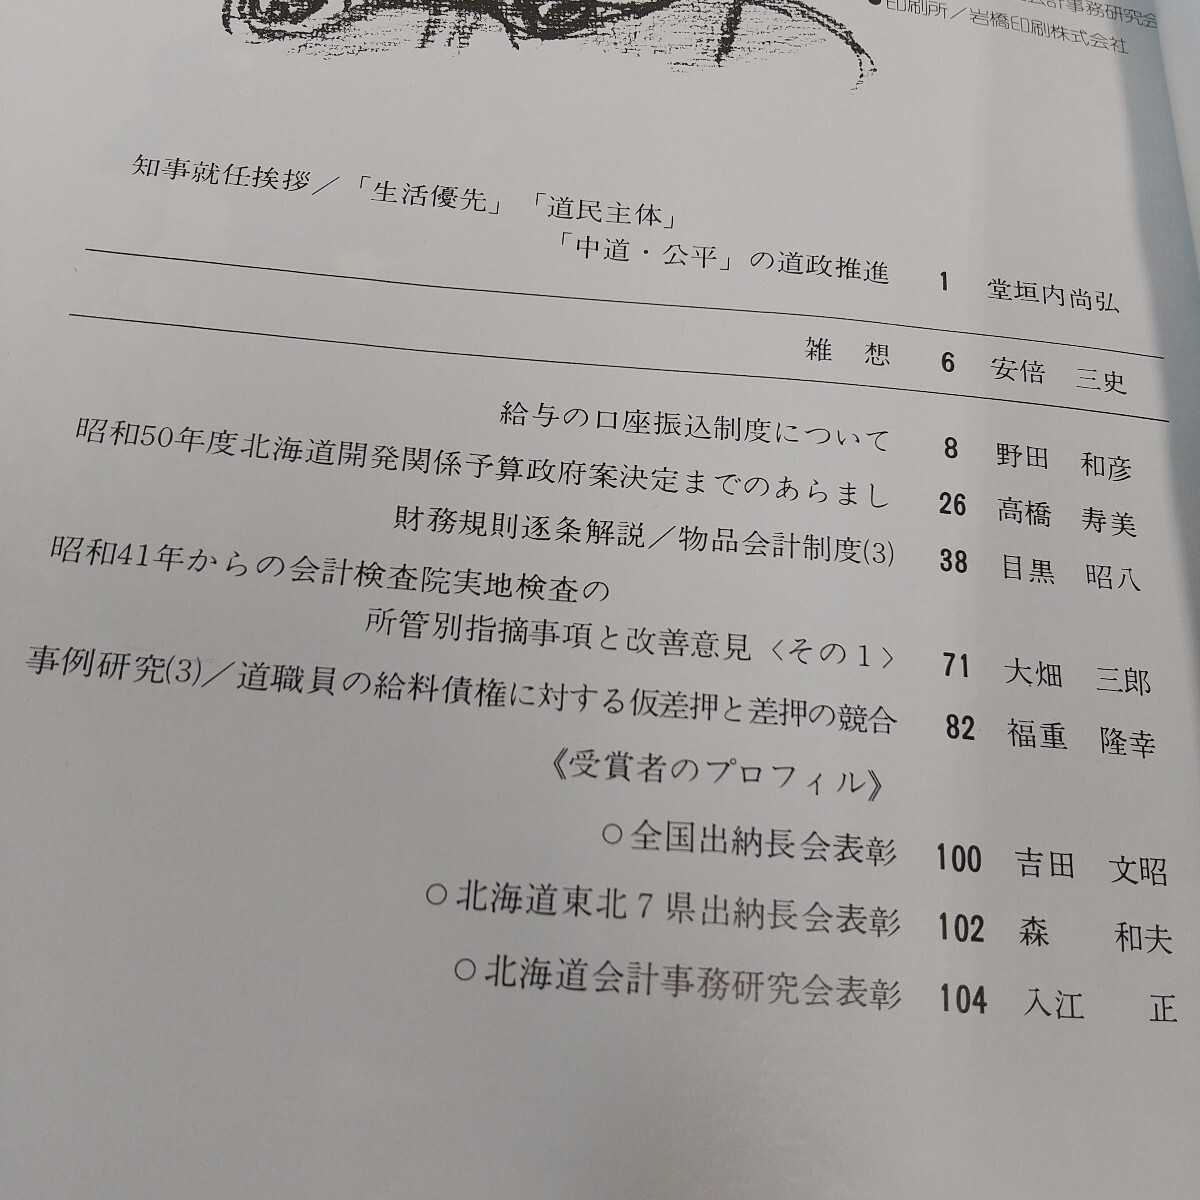 会計事務研究会
●印刷所／岩橋印刷株式会社
知事就任挨拶／「生活優先」「道民主体」
「中道・公平」の道政推進 1 堂垣内尚弘
雑想 6 安倍 三史
給与の口座振込制度について 8 野田 和彦
昭和50年度北海道開発関係予算政府案決定までのあらまし 26 高橋 寿美
財務規則逐条解説／物品会計制度(3) 38 目黒 昭八
昭和41年からの会計検査院実地検査の
所管別指摘事項と改善意見〈その1〉 71 大畑 三郎
事例研究(3)／道職員の給料債権に対する仮差押と差押の競合 82 福重 隆幸
《受賞者のプロフィル》
○全国出納長会表彰 100 吉田 文昭
○北海道東北7県出納長会表彰 102 森 和夫
○北海道会計事務研究会表彰 104 入江 正